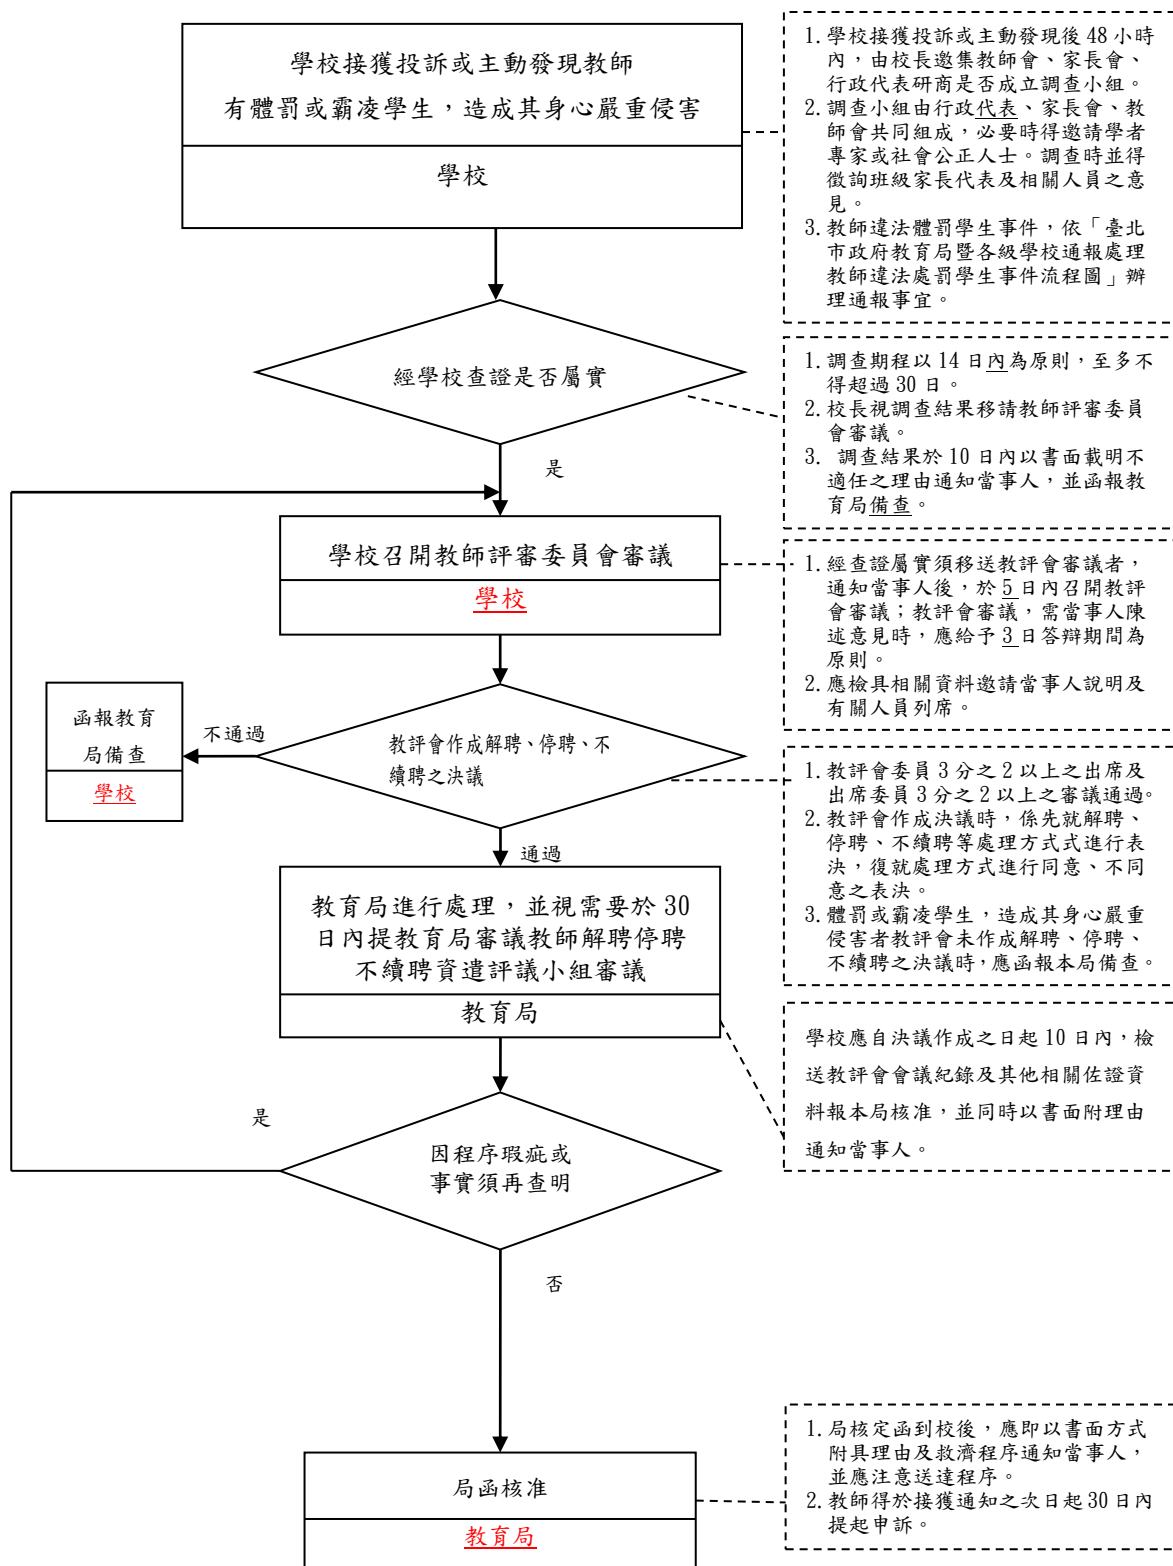 學校接獲投訴或主動發現教師
有體罰或霸凌學生，造成其身心嚴重侵害
學校
1.學校接獲投訴或主動發現後 48 小時
內，由校長邀集教師會、家長會、
行政代表研商是否成立調查小組。
2.調查小組由行政代表、家長會、教
師會共同組成，必要時得邀請學者
專家或社會公正人士。調查時並得
徵詢班級家長代表及相關人員之意
見。
3.教師違法體罰學生事件，依「臺北
市政府教育局暨各級學校通報處理
教師違法處罰學生事件流程圖」辦
理通報事宜。
經學校查證是否屬實
1.調查期程以 14 日內為原則，至多不
得超過 30 日。
2.校長視調查結果移請教師評審委員
會審議。
3. 調查結果於 10 日內以書面載明不
適任之理由通知當事人，並函報教
育局備查。
是
學校召開教師評審委員會審議
學校
1.經查證屬實須移送教評會審議者，
通知當事人後，於 5 日內召開教評
會審議；教評會審議，需當事人陳
述意見時，應給予 3 日答辯期間為
原則。
2.應檢具相關資料邀請當事人說明及
有關人員列席。
函報教育
局備查
學校
不通過
教評會作成解聘、停聘、不
續聘之決議
1.教評會委員 3 分之 2 以上之出席及
出席委員 3 分之 2 以上之審議通過。
2.教評會作成決議時，係先就解聘、
停聘、不續聘等處理方式式進行表
決，復就處理方式進行同意、不同
意之表決。
3.體罰或霸凌學生，造成其身心嚴重
侵害者教評會未作成解聘、停聘、
不續聘之決議時，應函報本局備查。
通過
教育局進行處理，並視需要於 30
日內提教育局審議教師解聘停聘
不續聘資遣評議小組審議
教育局
學校應自決議作成之日起 10 日內，檢
送教評會會議紀錄及其他相關佐證資
料報本局核准，並同時以書面附理由
通知當事人。
是
因程序瑕疵或
事實須再查明
否
局函核准
教育局
1.局核定函到校後，應即以書面方式
附具理由及救濟程序通知當事人，
並應注意送達程序。
2.教師得於接獲通知之次日起 30 日內
提起申訴。